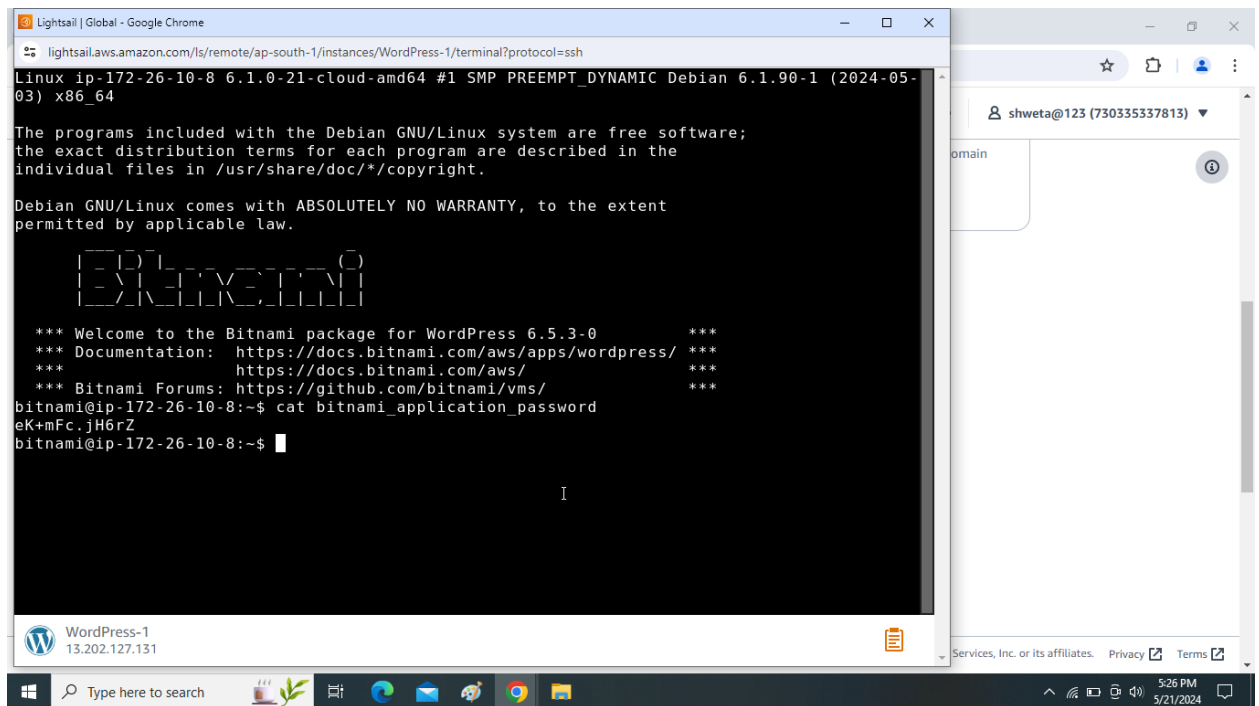 Lightsail | Global - Google Chrome
lightsail.aws.amazon.com/ls/remote/ap-south-1/instances/WordPress-1/terminal?protocol=ssh
Linux ip-172-26-10-8 6.1.0-21-cloud-amd64 #1 SMP PREEMPT_DYNAMIC Debian 6.1.90-1 (2024-05-
03) x86_64
The programs included with the Debian GNU/Linux system are free software;
the exact distribution terms for each program are described in the
individual files in /usr/share/doc/*/copyright.
Debian GNU/Linux comes with ABSOLUTELY NO WARRANTY, to the extent
permitted by applicable law.
Bitnami
*** Welcome to the Bitnami package for WordPress 6.5.3-0 ***
*** Documentation: https://docs.bitnami.com/aws/apps/wordpress/ ***
*** https://docs.bitnami.com/aws/ ***
*** Bitnami Forums: https://github.com/bitnami/vms/ ***
bitnami@ip-172-26-10-8:~$ cat bitnami_application_password
eK+mFc.jH6rZ
bitnami@ip-172-26-10-8:~$
WordPress-1
13.202.127.131
shweta@123 (730335337813)
omain
Services, Inc. or its affiliates. Privacy Terms
Type here to search
5:26 PM
5/21/2024